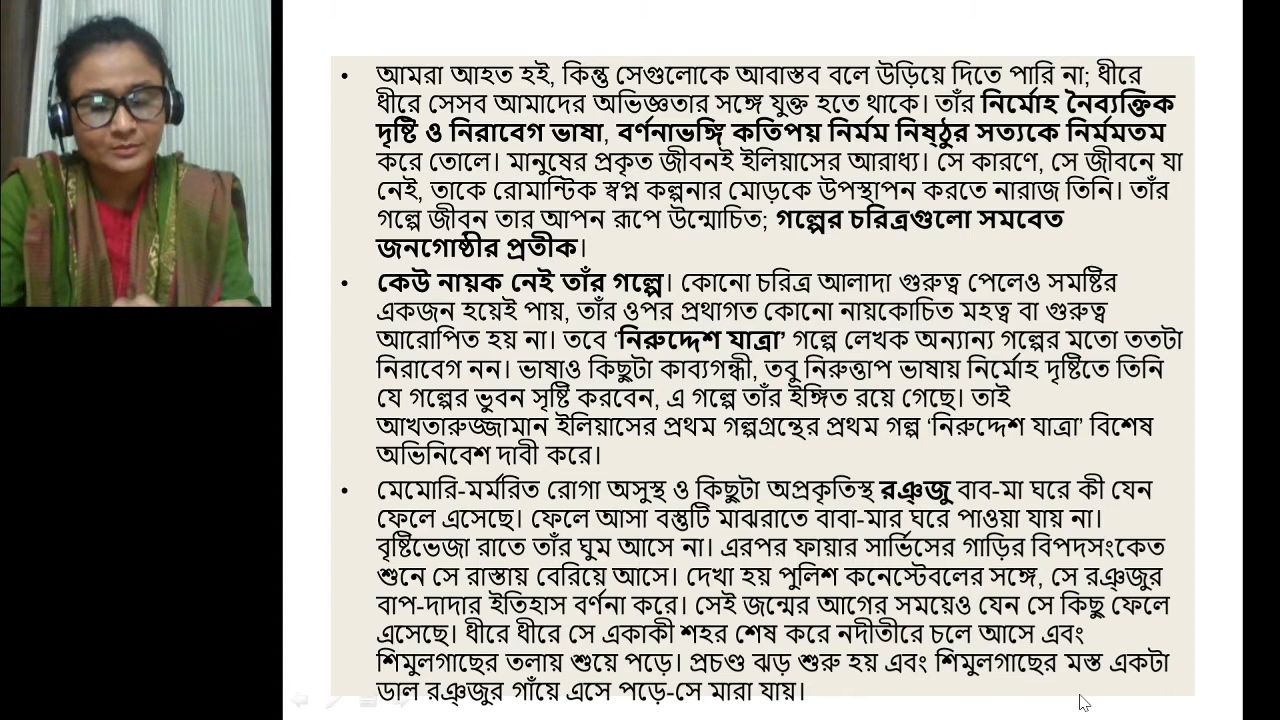 • আমরা আহত হই, কিন্তু সেগুলোকে আবাস্তব বলে উড়িয়ে দিতে পারি না; ধীরে
ধীরে সেসব আমাদের অভিজ্ঞতার সঙ্গে যুক্ত হতে থাকে। তাঁর নির্মোহ নৈব্যক্তিক
দৃষ্টি ও নিরাবেগ ভাষা, বর্ণনাভঙ্গি কতিপয় নির্মম নিষ্ঠুর সত্যকে নির্মমতম
করে তোলে। মানুষের প্রকৃত জীবনই ইলিয়াসের আরাধ্য। সে কারণে, সে জীবনে যা
নেই, তাকে রোমান্টিক স্বপ্ন কল্পনার মোড়কে উপস্থাপন করতে নারাজ তিনি। তাঁর
গল্পে জীবন তার আপন রূপে উন্মোচিত; গল্পের চরিত্রগুলো সমবেত
জনগোষ্ঠীর প্রতীক।
• কেউ নায়ক নেই তাঁর গল্পে। কোনো চরিত্র আলাদা গুরুত্ব পেলেও সমষ্টির
একজন হয়েই পায়, তাঁর ওপর প্রথাগত কোনো নায়কোচিত মহত্ব বা গুরুত্ব
আরোপিত হয় না। তবে ‘নিরুদ্দেশ যাত্রা’ গল্পে লেখক অন্যান্য গল্পের মতো ততটা
নিরাবেগ নন। ভাষাও কিছুটা কাব্যগন্ধী, তবু নিরুত্তাপ ভাষায় নির্মোহ দৃষ্টিতে তিনি
যে গল্পের ভুবন সৃষ্টি করবেন, এ গল্পে তাঁর ইঙ্গিত রয়ে গেছে। তাই
আখতারুজ্জামান ইলিয়াসের প্রথম গল্পগ্রন্থের প্রথম গল্প ‘নিরুদ্দেশ যাত্রা’ বিশেষ
অভিনিবেশ দাবী করে।
• মেমোরি-মর্মরিত রোগা অসুস্থ ও কিছুটা অপ্রকৃতিস্থ রঞ্জু বাব-মা ঘরে কী যেন
ফেলে এসেছে। ফেলে আসা বস্তুটি মাঝরাতে বাবা-মার ঘরে পাওয়া যায় না।
বৃষ্টিভেজা রাতে তাঁর ঘুম আসে না। এরপর ফায়ার সার্ভিসের গাড়ির বিপদসংকেত
শুনে সে রাস্তায় বেরিয়ে আসে। দেখা হয় পুলিশ কনেস্টেবলের সঙ্গে, সে রঞ্জুর
বাপ-দাদার ইতিহাস বর্ণনা করে। সেই জন্মের আগের সময়েও যেন সে কিছু ফেলে
এসেছে। ধীরে ধীরে সে একাকী শহর শেষ করে নদীতীরে চলে আসে এবং
শিমুলগাছের তলায় শুয়ে পড়ে। প্রচণ্ড ঝড় শুরু হয় এবং শিমুলগাছের মস্ত একটা
ডাল রঞ্জুর গাঁয়ে এসে পড়ে-সে মারা যায়।